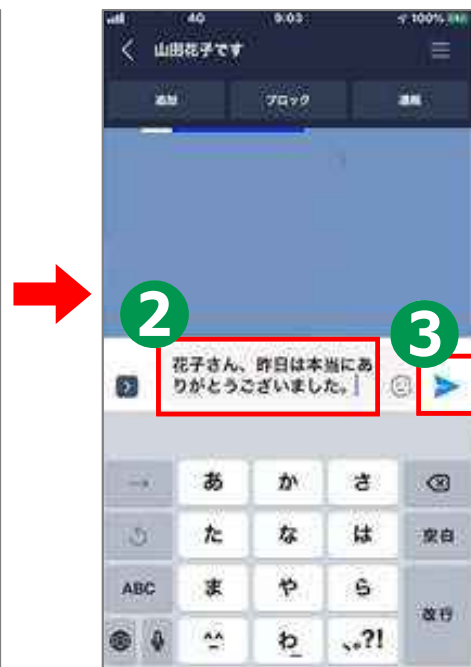 4G 9:03 100%
山田花子です
追加 ブロック 通報
2
3
花子さん、昨日は本当にあ
りがとうございました。
→ あ か さ
た な は 空白
ABC ま や ら 改行
^^ わ 、。?!